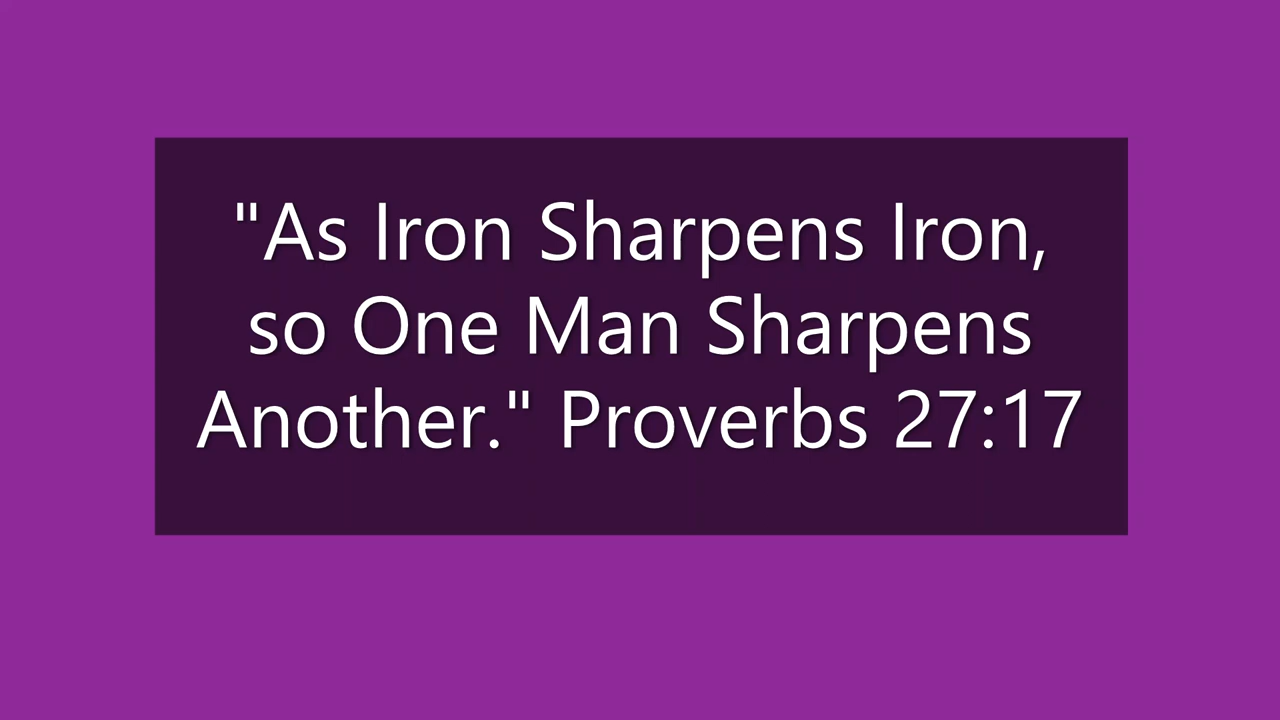 "As Iron Sharpens Iron,
so One Man Sharpens
Another." Proverbs 27:17